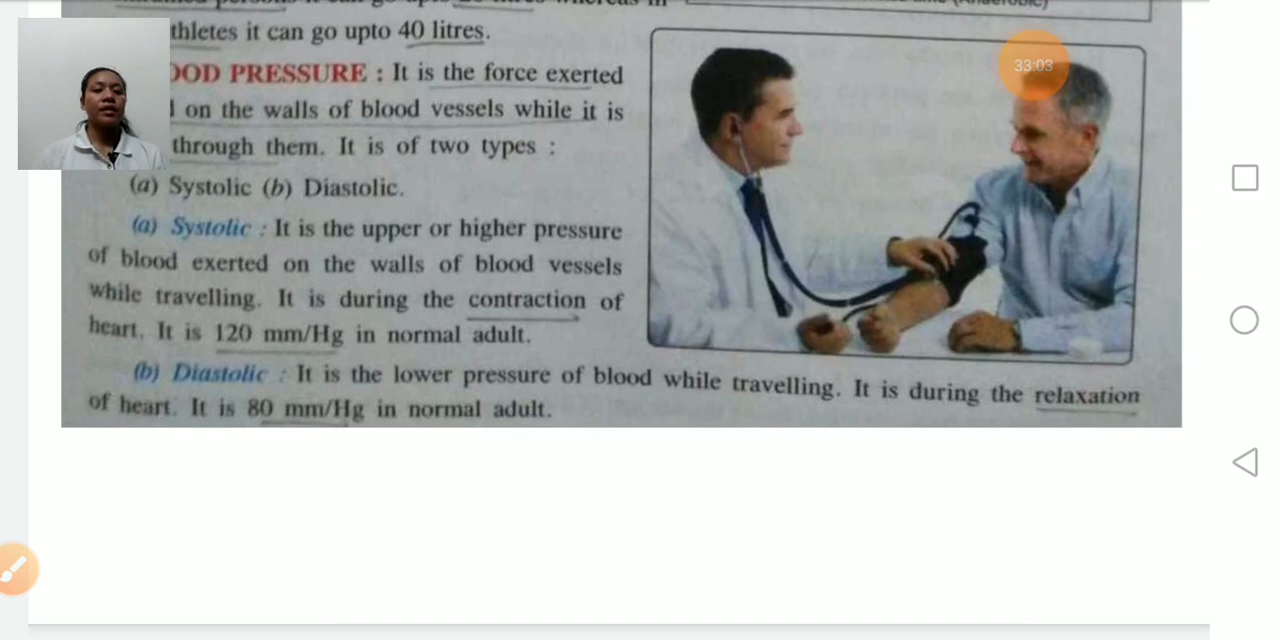 thletes it can go upto 40 litres.
33:03
OOD PRESSURE : It is the force exerted
on the walls of blood vessels while it is
through them. It is of two types :
(a) Systolic (b) Diastolic.
(a) Systolic : It is the upper or higher pressure
of blood exerted on the walls of blood vessels
while travelling. It is during the contraction of
heart. It is 120 mm/Hg in normal adult.
(b) Diastolic : It is the lower pressure of blood while travelling. It is during the relaxation
of heart. It is 80 mm/Hg in normal adult.